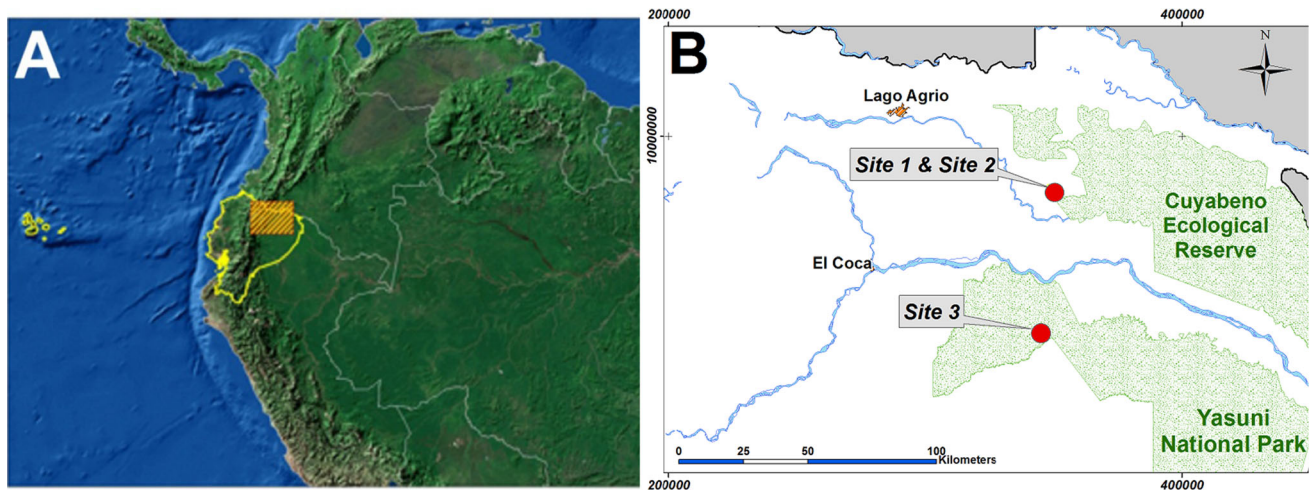 A
200000
400000
B
N
Lago Agrio
10000000
Site 1 & Site 2
Cuyabeno
Ecological
Reserve
El Coca
Site 3
Yasuni
National Park
0 25 50 100
Kilometers
200000
400000